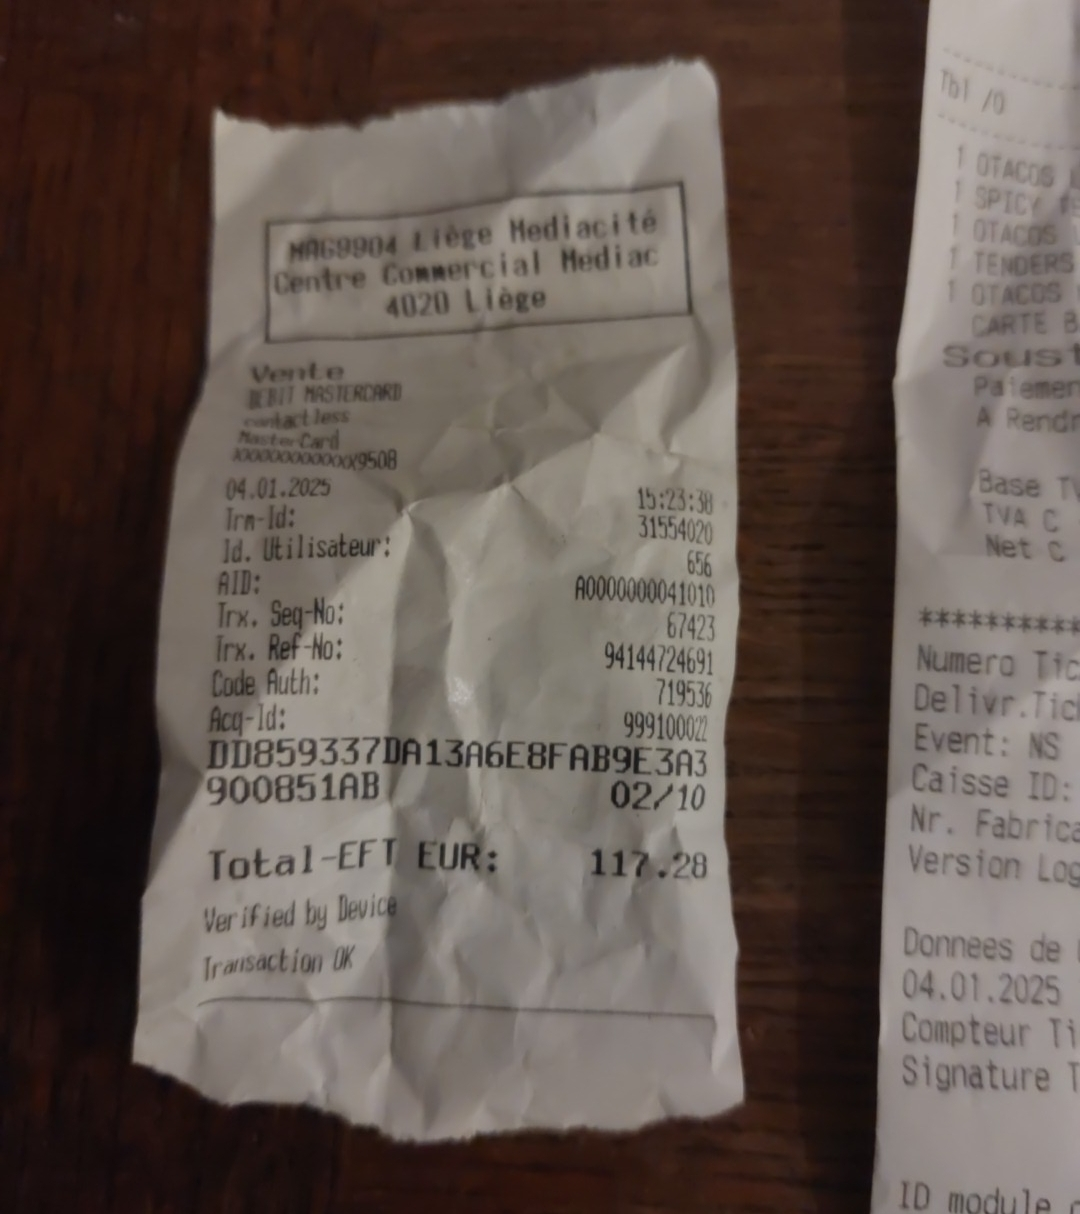 MAG9904 Liège Mediacité
Centre Commercial Mediac
4020 Liège
Vente
DEBIT MASTERCARD
contactless
MasterCard
XXXXXXXXXXXX9508
04.01.2025 15:23:38
Trm-Id: 31554020
Id. Utilisateur: 656
AID: A0000000041010
Trx. Seq-No: 67423
Trx. Ref-No: 94144724691
Code Auth: 719536
Acq-Id: 999100022
DD859337DA13A6E8FAB9E3A3
900851AB 02/10
Total-EFT EUR: 117.28
Verified by Device
Transaction OK
Tbl /0
1 OTACOS
1 SPICY
1 OTACOS
1 TENDERS
1 OTACOS
CARTE B
Soust
Paiemen
A Rendr
Base TV
TVA C
Net C
***********
Numero Tic
Delivr.Tick
Event: NS
Caisse ID:
Nr. Fabrica
Version Log
Donnees de
04.01.2025
Compteur Ti
Signature T
ID module